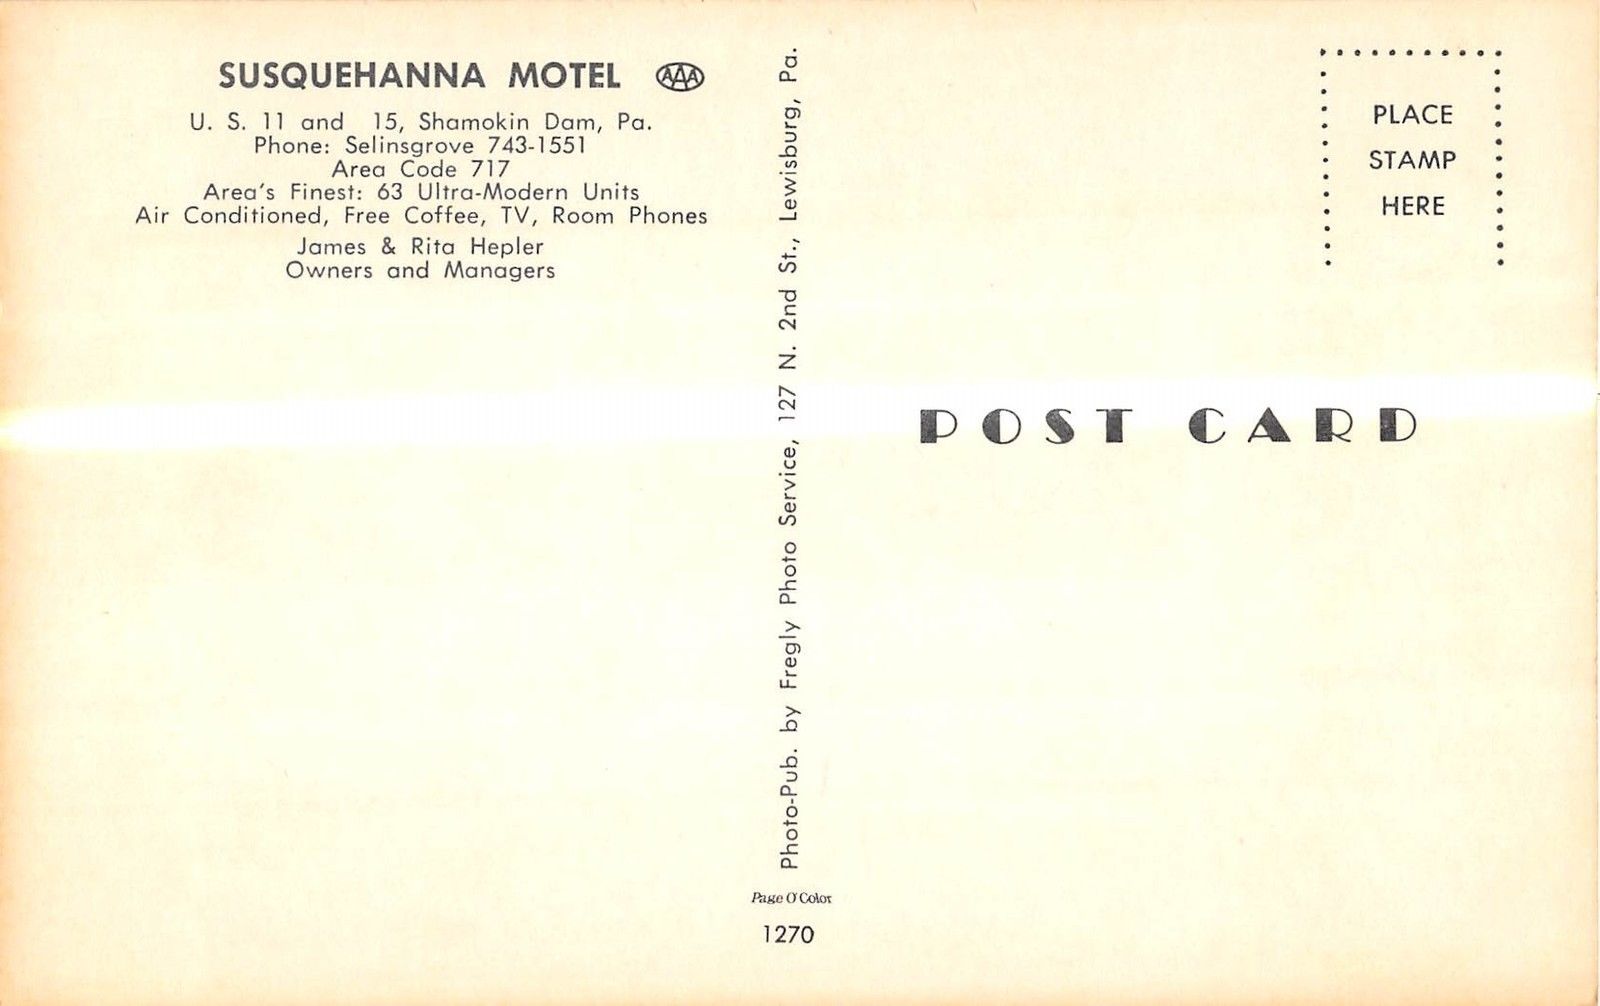 SUSQUEHANNA MOTEL AAA
U. S. 11 and 15, Shamokin Dam, Pa.
Phone: Selinsgrove 743-1551
Area Code 717
Area's Finest: 63 Ultra-Modern Units
Air Conditioned, Free Coffee, TV, Room Phones
James & Rita Hepler
Owners and Managers
Photo-Pub. by Fregly Photo Service, 127 N. 2nd St., Lewisburg, Pa.
Page O'Color
1270
PLACE
STAMP
HERE
POST CARD